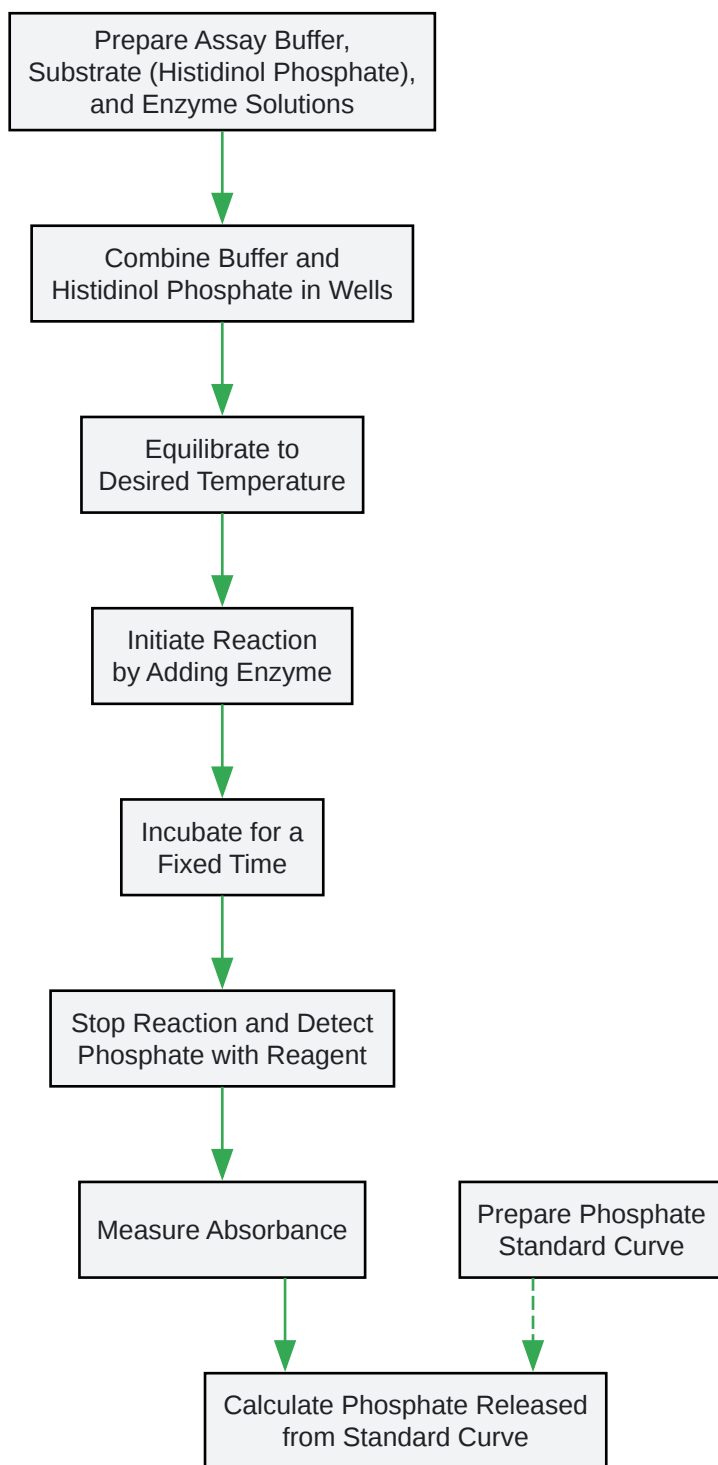 Prepare Assay Buffer,
Substrate (Histidinol Phosphate),
and Enzyme Solutions
Combine Buffer and
Histidinol Phosphate in Wells
Equilibrate to
Desired Temperature
Initiate Reaction
by Adding Enzyme
Incubate for a
Fixed Time
Stop Reaction and Detect
Phosphate with Reagent
Measure Absorbance
Prepare Phosphate
Standard Curve
Calculate Phosphate Released
from Standard Curve